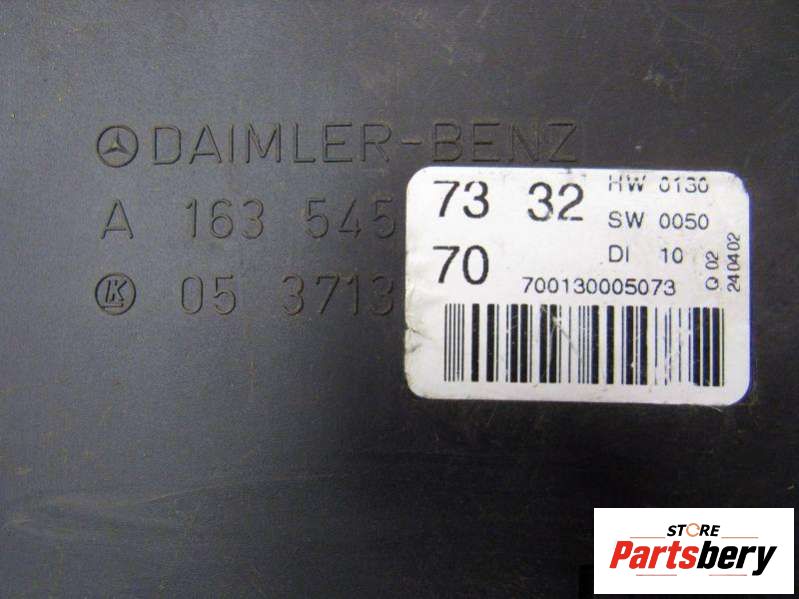 DAIMLER-BENZ
A 163 545 73 32
05 3713 70
HW 0130
SW 0050
DI 10
700130005073
Q 02
240402
LK
STORE
Partsbery